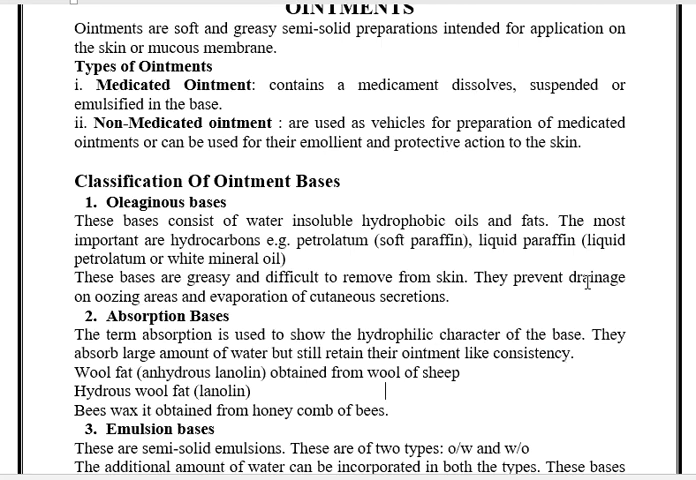 OINTMENTS
Ointments are soft and greasy semi-solid preparations intended for application on
the skin or mucous membrane.
Types of Ointments
i. Medicated Ointment: contains a medicament dissolves, suspended or
emulsified in the base.
ii. Non-Medicated ointment : are used as vehicles for preparation of medicated
ointments or can be used for their emollient and protective action to the skin.
Classification Of Ointment Bases
1. Oleaginous bases
These bases consist of water insoluble hydrophobic oils and fats. The most
important are hydrocarbons e.g. petrolatum (soft paraffin), liquid paraffin (liquid
petrolatum or white mineral oil)
These bases are greasy and difficult to remove from skin. They prevent drainage
on oozing areas and evaporation of cutaneous secretions.
2. Absorption Bases
The term absorption is used to show the hydrophilic character of the base. They
absorb large amount of water but still retain their ointment like consistency.
Wool fat (anhydrous lanolin) obtained from wool of sheep
Hydrous wool fat (lanolin)
Bees wax it obtained from honey comb of bees.
3. Emulsion bases
These are semi-solid emulsions. These are of two types: o/w and w/o
The additional amount of water can be incorporated in both the types. These bases